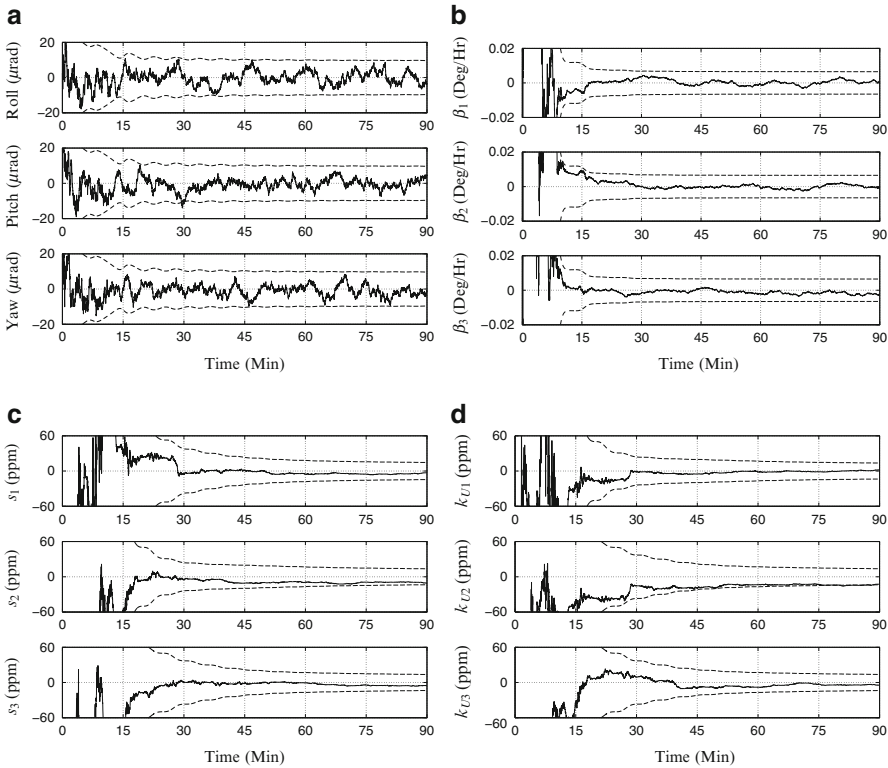 a
20
0
−20
Roll (μrad)
0 15 30 45 60 75 90
20
0
−20
Pitch (μrad)
0 15 30 45 60 75 90
20
0
−20
Yaw (μrad)
0 15 30 45 60 75 90
Time (Min)
b
0.02
0
−0.02
β1 (Deg/Hr)
0 15 30 45 60 75 90
0.02
0
−0.02
β2 (Deg/Hr)
0 15 30 45 60 75 90
0.02
0
−0.02
β3 (Deg/Hr)
0 15 30 45 60 75 90
Time (Min)
c
60
0
−60
s1 (ppm)
0 15 30 45 60 75 90
60
0
−60
s2 (ppm)
0 15 30 45 60 75 90
60
0
−60
s3 (ppm)
0 15 30 45 60 75 90
Time (Min)
d
60
0
−60
kU1 (ppm)
0 15 30 45 60 75 90
60
0
−60
kU2 (ppm)
0 15 30 45 60 75 90
60
0
−60
kU3 (ppm)
0 15 30 45 60 75 90
Time (Min)